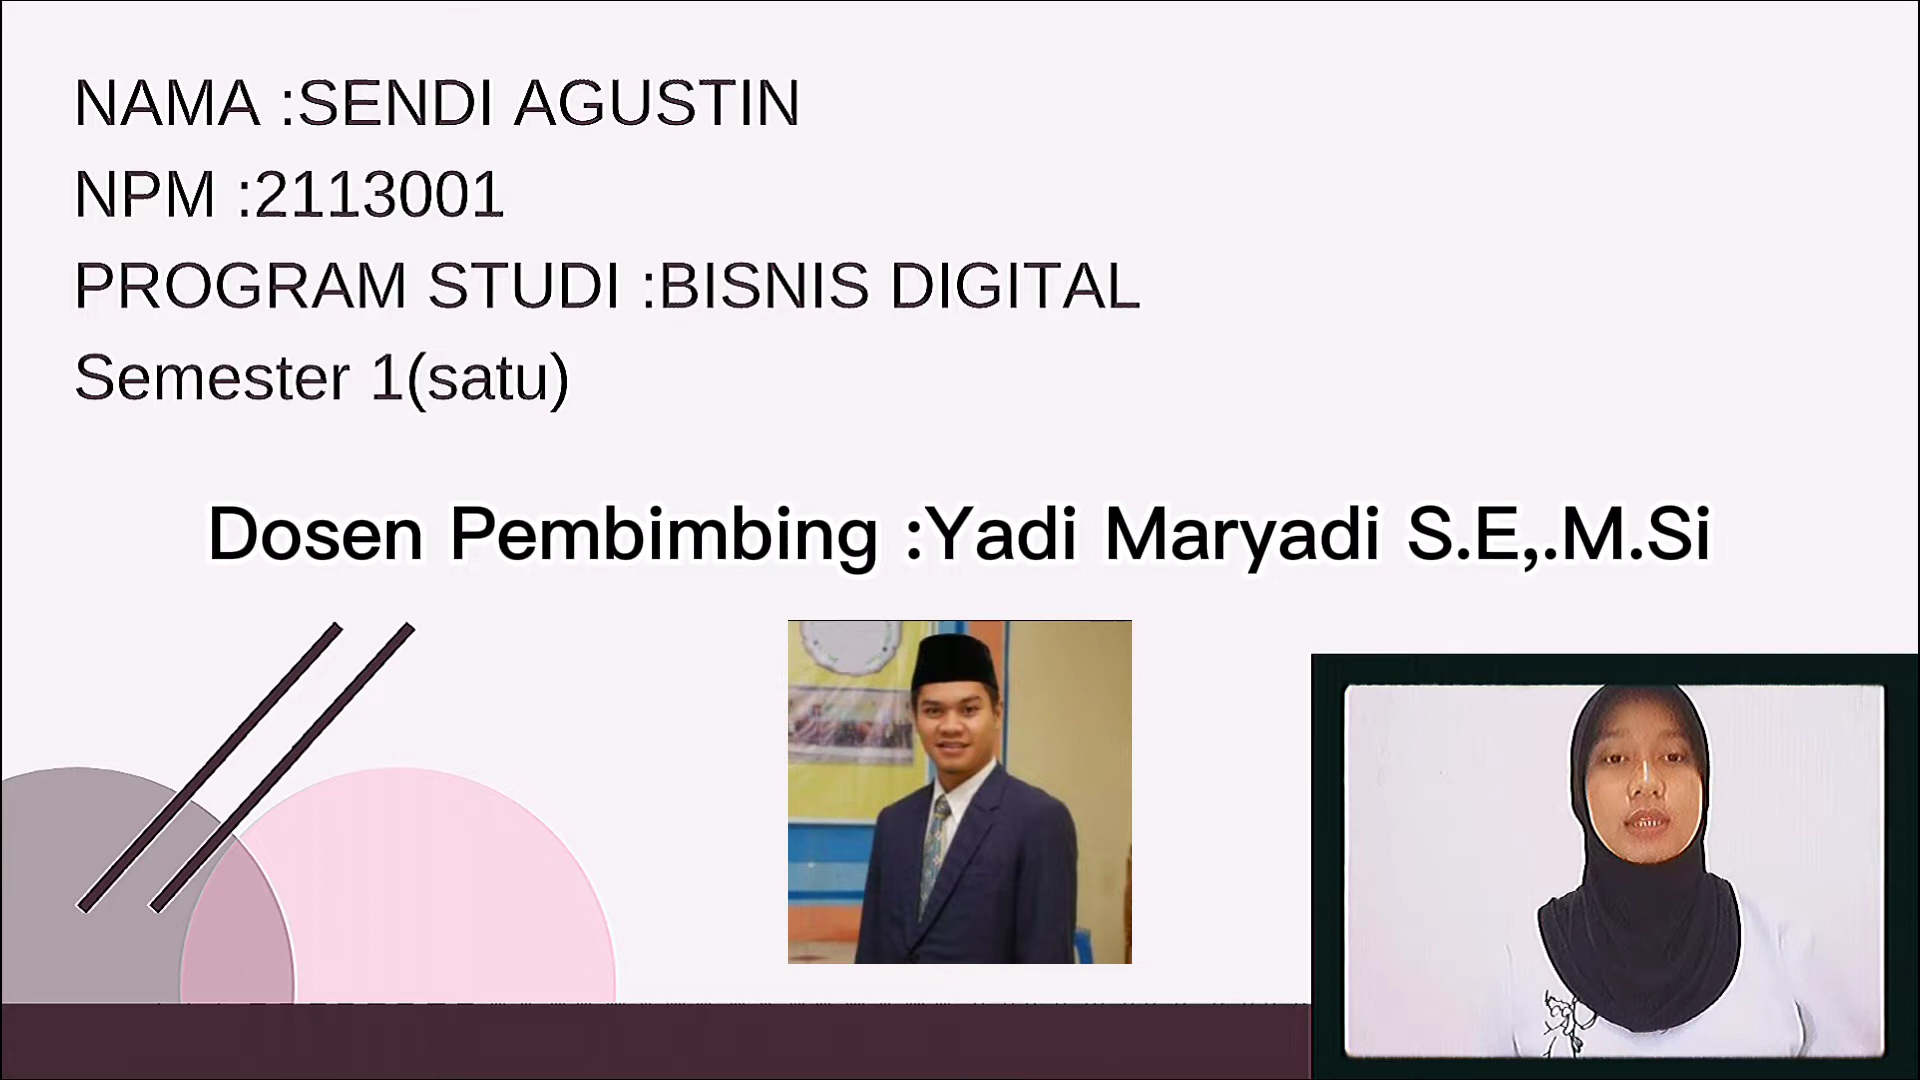 NAMA :SENDI AGUSTIN
NPM :2113001
PROGRAM STUDI :BISNIS DIGITAL
Semester 1(satu)
Dosen Pembimbing :Yadi Maryadi S.E,.M.Si